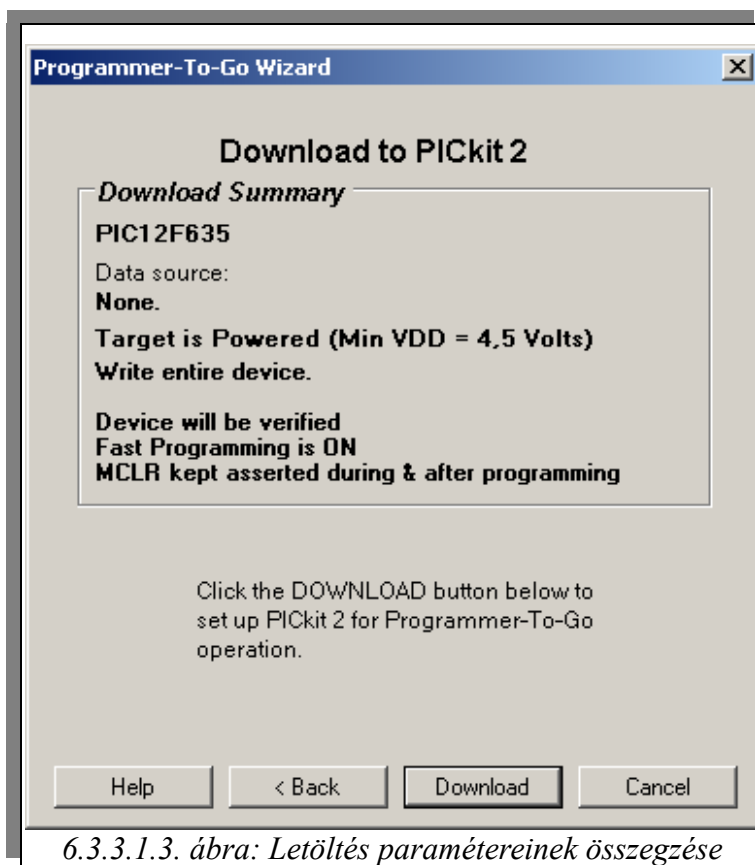 Programmer-To-Go Wizard
Download to PICkit 2
Download Summary
PIC12F635
Data source:
None.
Target is Powered (Min VDD = 4,5 Volts)
Write entire device.
Device will be verified
Fast Programming is ON
MCLR kept asserted during & after programming
Click the DOWNLOAD button below to
set up PICkit 2 for Programmer-To-Go
operation.
Help
< Back
Download
Cancel
6.3.3.1.3. ábra: Letöltés paramétereinek összegzése